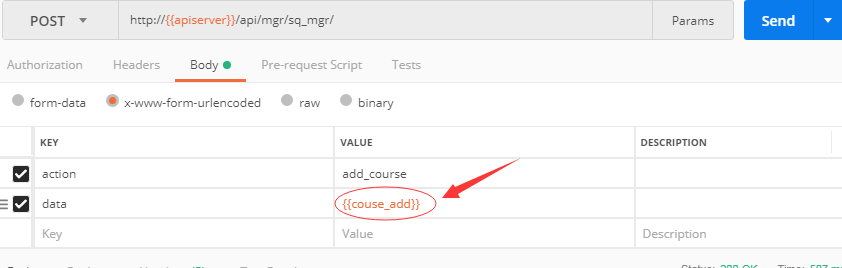 POST http://{{apiserver}}/api/mgr/sq_mgr/ Params Send
Authorization Headers Body Pre-request Script Tests
form-data x-www-form-urlencoded raw binary
KEY VALUE DESCRIPTION
action add_course
data {{couse_add}}
Key Value Description